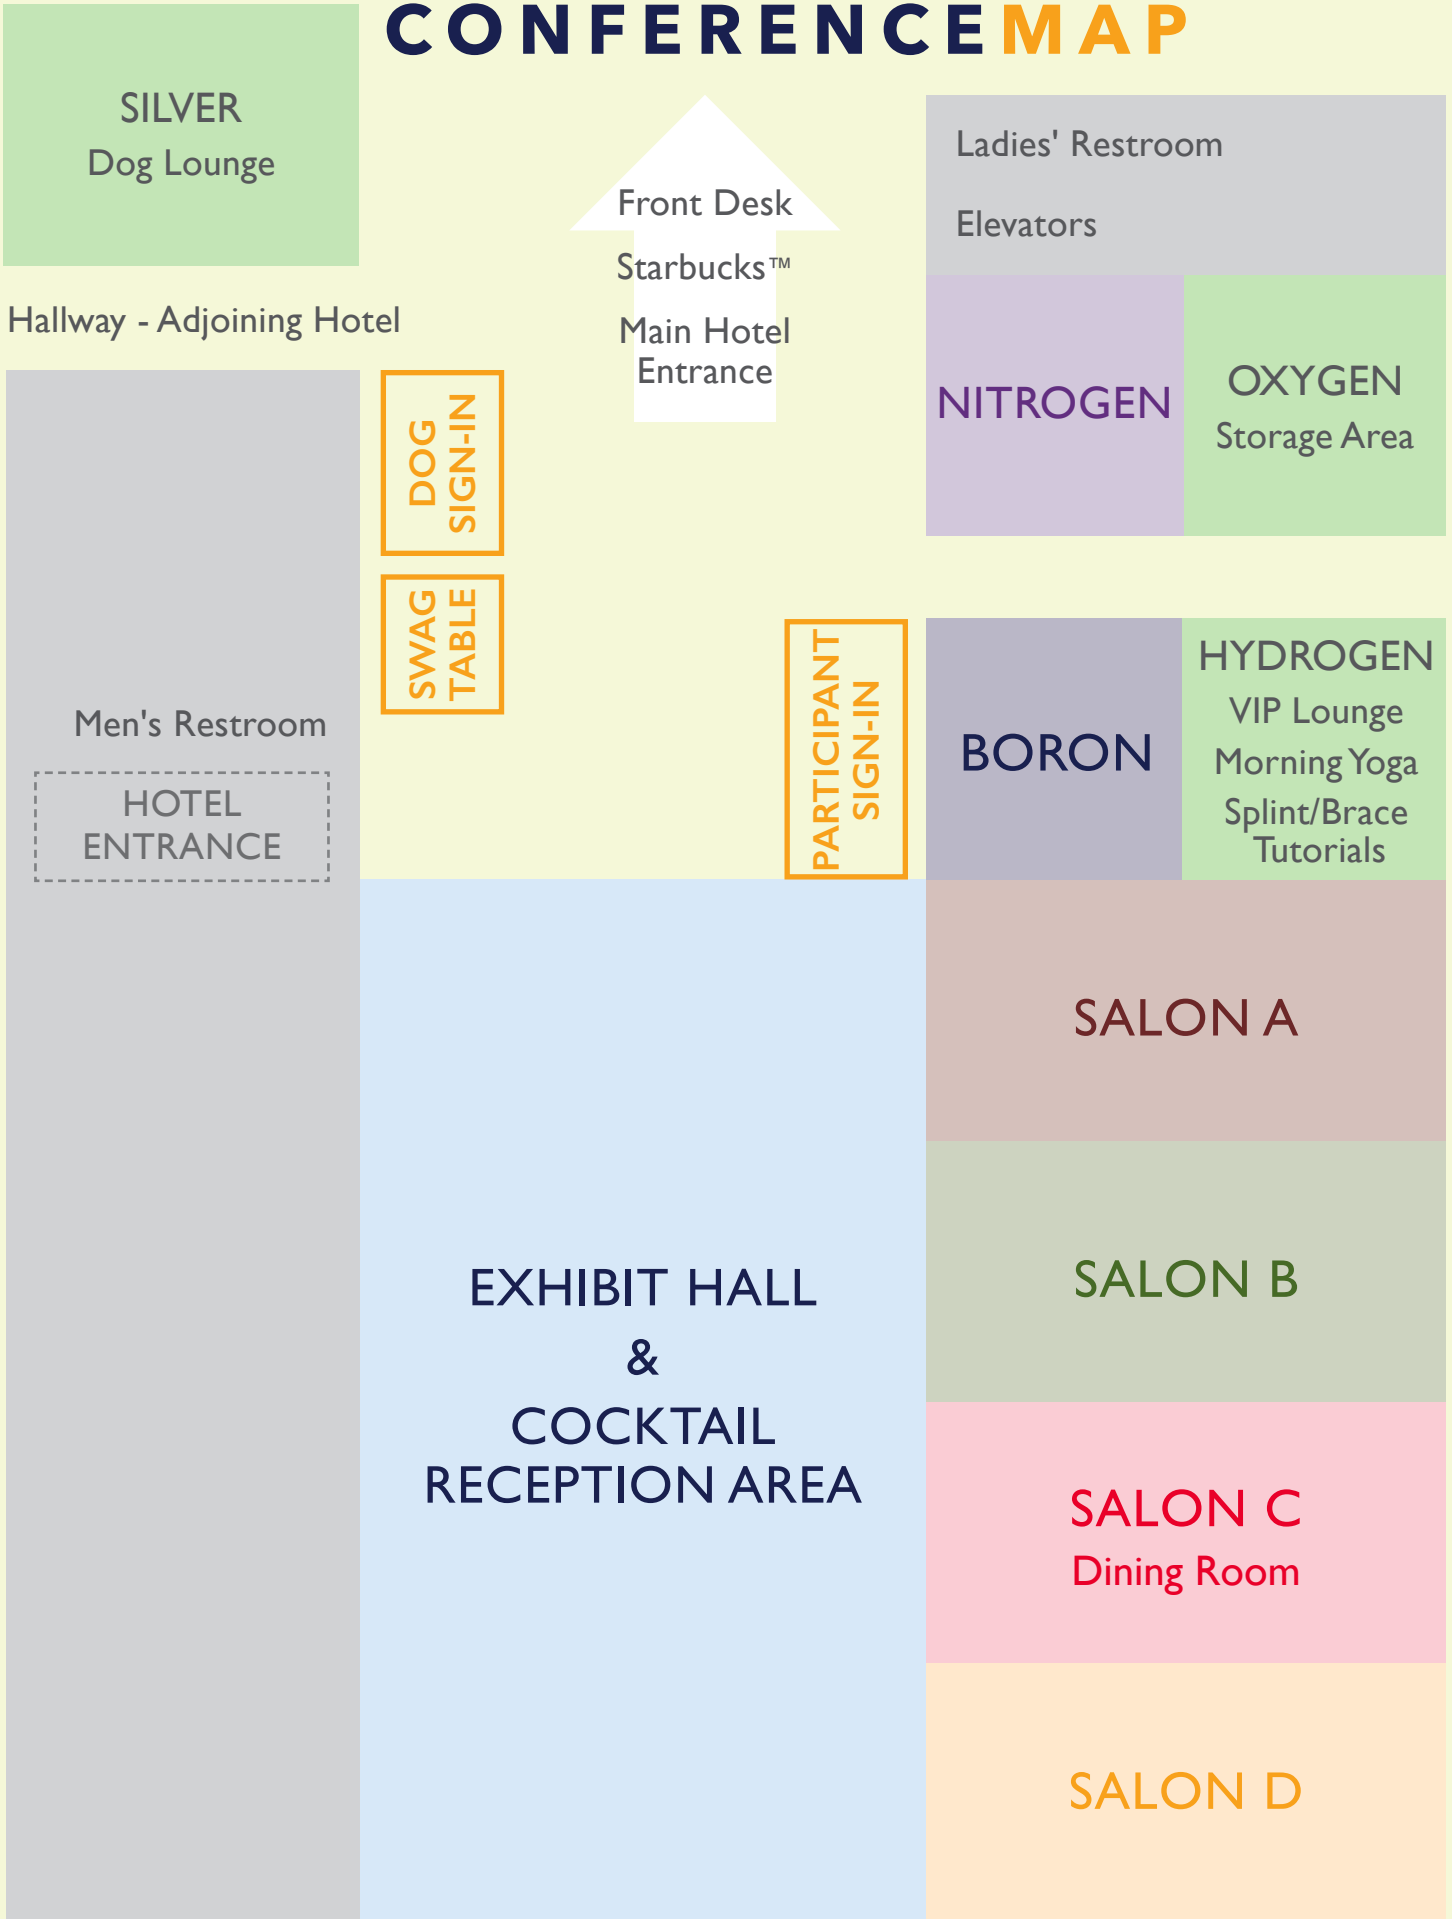 CONFERENCEMAP
SILVER
Dog Lounge
Hallway - Adjoining Hotel
Front Desk
Starbucks™
Main Hotel
Entrance
Ladies' Restroom
Elevators
NITROGEN
OXYGEN
Storage Area
DOG
SIGN-IN
SWAG
TABLE
PARTICIPANT
SIGN-IN
BORON
HYDROGEN
VIP Lounge
Morning Yoga
Splint/Brace
Tutorials
Men's Restroom
HOTEL
ENTRANCE
EXHIBIT HALL
&
COCKTAIL
RECEPTION AREA
SALON A
SALON B
SALON C
Dining Room
SALON D